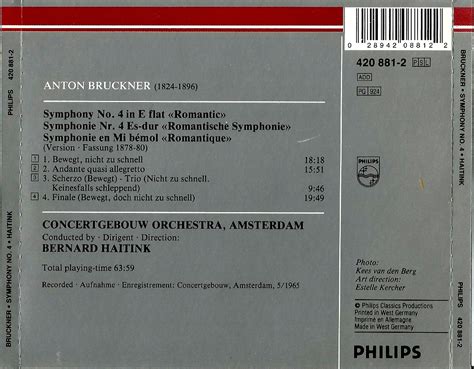 BRUCKNER • SYMPHONY NO. 4 • HAITINK
PHILIPS
420 881-2
0 28942 08812 2
420 881-2 PSL
ADD
PG 924
ANTON BRUCKNER (1824-1896)
Symphony No. 4 in E flat «Romantic»
Symphonie Nr. 4 Es-dur «Romantische Symphonie»
Symphonie en Mi bémol «Romantique»
(Version · Fassung 1878-80)
1 1. Bewegt, nicht zu schnell 18:18
2 2. Andante quasi allegretto 15:51
3 3. Scherzo (Bewegt) - Trio (Nicht zu schnell.
Keinesfalls schleppend) 9:46
4 4. Finale (Bewegt, doch nicht zu schnell) 19:49
CONCERTGEBOUW ORCHESTRA, AMSTERDAM
Conducted by · Dirigent · Direction:
BERNARD HAITINK
Total playing-time 63:59
Recorded · Aufnahme · Enregistrement: Concertgebouw, Amsterdam, 5/1965
PHILIPS
Photo:
Kees van den Berg
Art direction:
Estelle Kercher
℗ Philips Classics Productions
Printed in West Germany
Imprimé en Allemagne
Made in West Germany
PHILIPS
BRUCKNER • SYMPHONY NO. 4 • HAITINK
PHILIPS
420 881-2